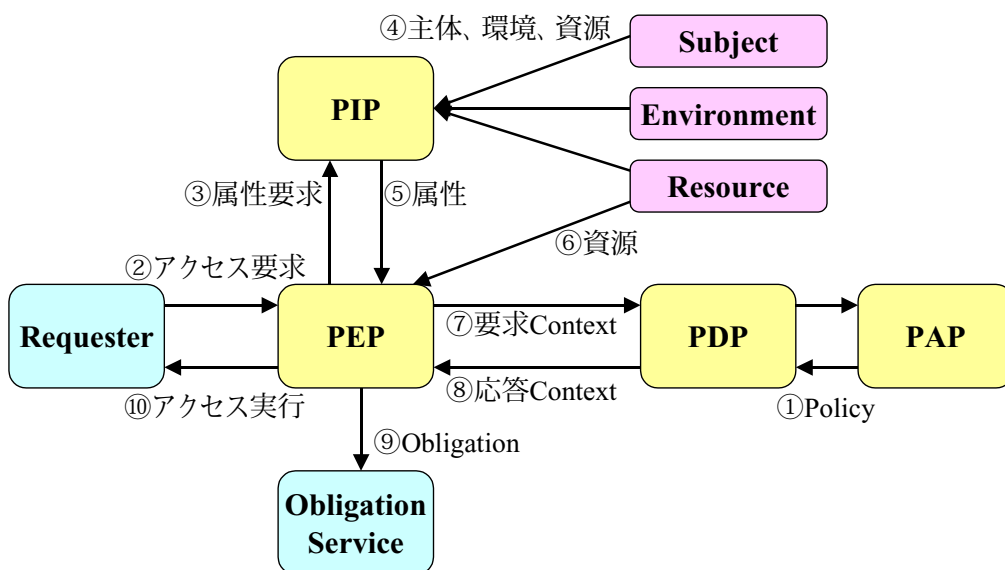 ④主体、環境、資源
Subject
PIP
Environment
③属性要求
⑤属性
Resource
⑥資源
②アクセス要求
Requester
PEP
⑦要求Context
PDP
PAP
⑧応答Context
⑩アクセス実行
①Policy
⑨Obligation
Obligation
Service